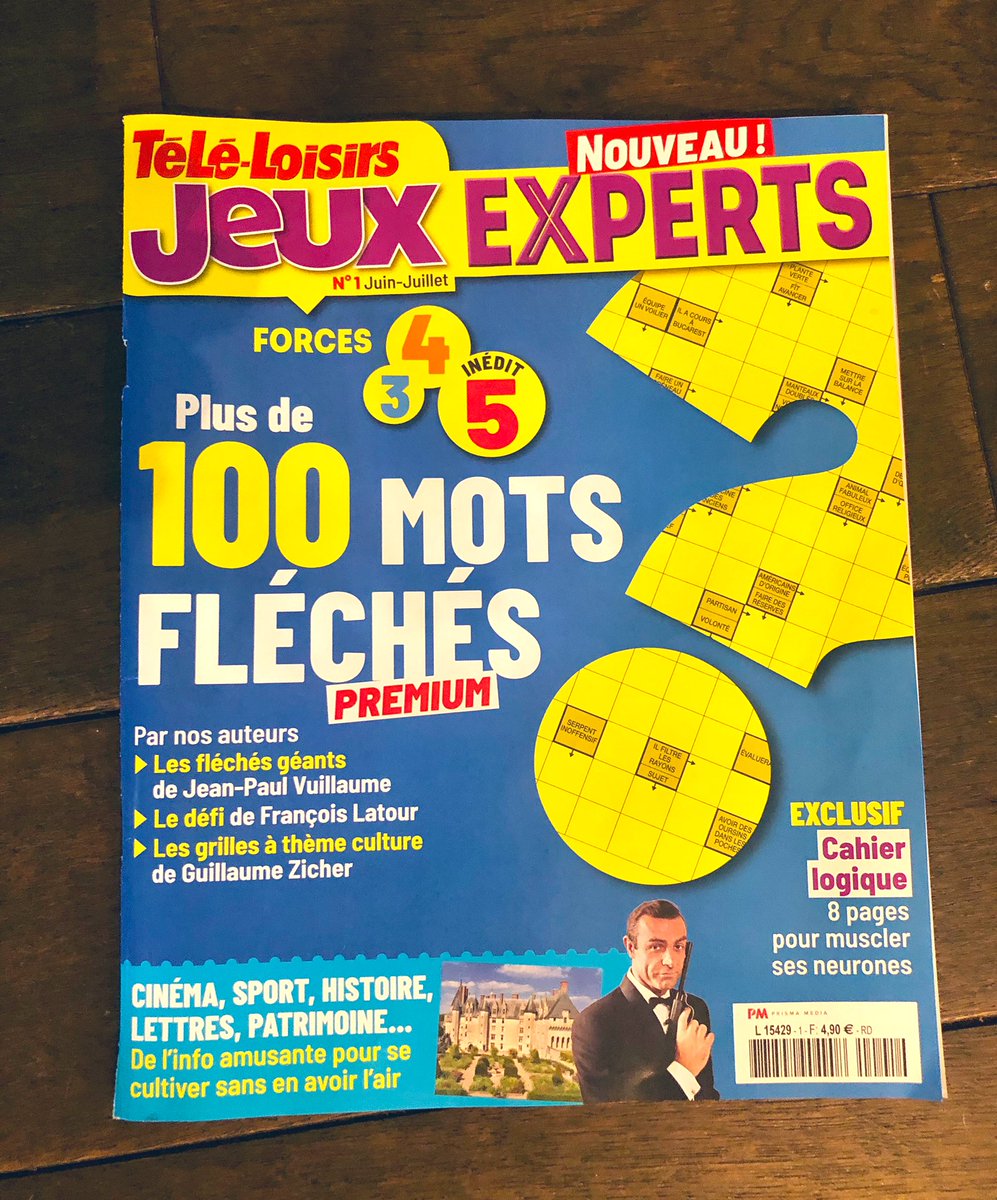 TéLé-LOISIRS
JEUX
NOUVEAU !
EXPERTS
N° 1 Juin-Juillet
FORCES
3
4
INÉDIT
5
Plus de
100 MOTS
FLÉCHÉS
PREMIUM
Par nos auteurs
Les fléchés géants
de Jean-Paul Vuillaume
Le défi de François Latour
Les grilles à thème culture
de Guillaume Zicher
PLANTE
VERTE
FIT
AVANCER
ÉQUIPE
UN VOILIER
IL A COURS
À
BUCAREST
METTRE
SUR LA
BALANCE
FAIRE UN
MANTEAUX
ANIMAL
FABULEUX
OFFICE
RELIGIEUX
AMÉRICAINS
D'ORIGINE
FAIRE DES
RÉSERVES
PARTISAN
VOLONTÉ
SERPENT
INOFFENSIF
IL FILTRE
LES
RAYONS
SUJET
ÉVALUERA
AVOIR DES
OURSINS
DANS LES
POCHES
EXCLUSIF
Cahier
logique
8 pages
pour muscler
ses neurones
CINÉMA, SPORT, HISTOIRE,
LETTRES, PATRIMOINE...
De l'info amusante pour se
cultiver sans en avoir l'air
PM PRISMA MEDIA
L 15429 - 1 - F: 4,90 € - RD